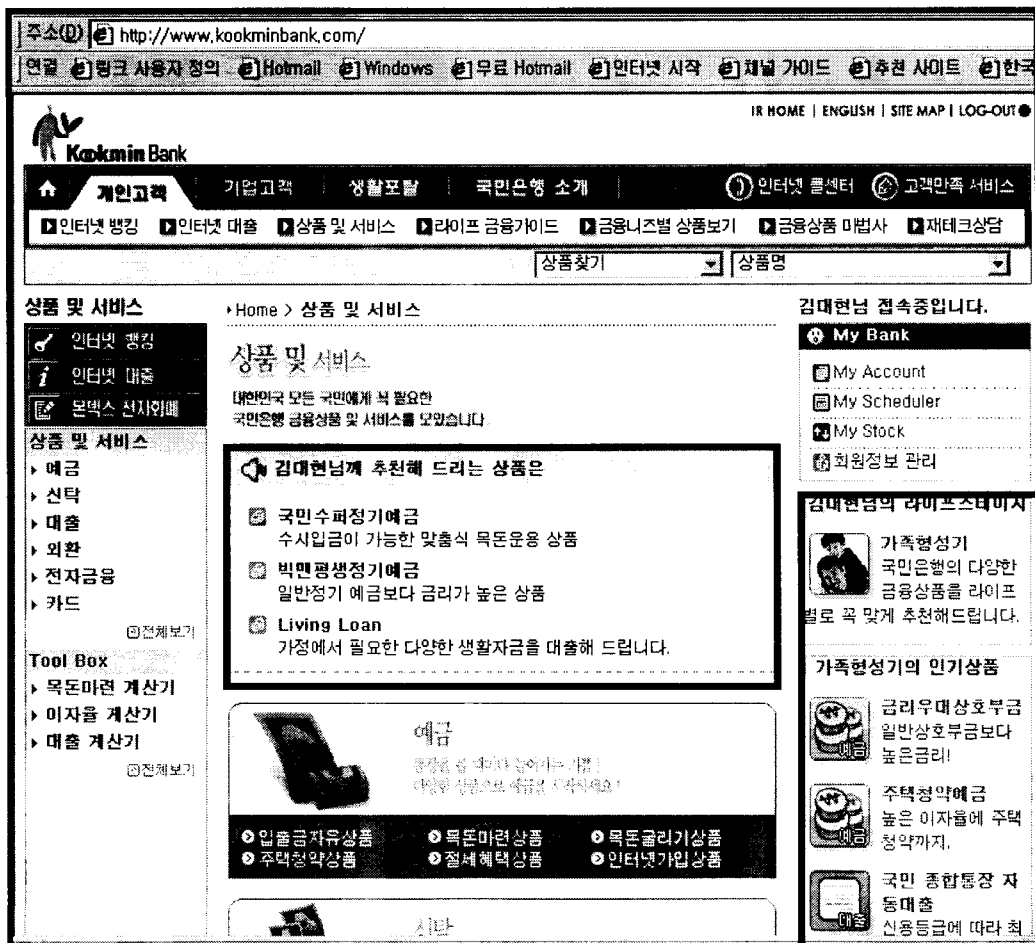 주소(D) http://www.kookminbank.com/
연결 링크 사용자 정의 Hotmail Windows 무료 Hotmail 인터넷 시작 채널 가이드 추천 사이트 한국
IR HOME | ENGLISH | SITE MAP | LOG-OUT
Kookmin Bank
개인고객 기업고객 생활포탈 국민은행 소개 인터넷 콜센터 고객만족 서비스
인터넷 뱅킹 인터넷 대출 상품 및 서비스 라이프 금융가이드 금융니즈별 상품보기 금융상품 마법사 재테크상담
상품찾기 상품명
상품 및 서비스
인터넷 뱅킹
인터넷 대출
상품 및 서비스
예금
신탁
대출
외환
전자금융
카드
전체보기
Tool Box
목돈마련 계산기
이자율 계산기
대출 계산기
전체보기
Home > 상품 및 서비스
상품 및 서비스
대한민국 모든 국민에게 꼭 필요한
국민은행 금융상품 및 서비스를 모았습니다
김대현님께 추천해 드리는 상품은
국민수퍼정기예금
수시입금이 가능한 맞춤식 목돈운용 상품
빅맨평생정기예금
일반정기 예금보다 금리가 높은 상품
Living Loan
가정에서 필요한 다양한 생활자금을 대출해 드립니다.
예금
입출금자유상품 목돈마련상품 목돈굴리기상품
주택청약상품 절세혜택상품 인터넷가입상품
신탁
김대현님 접속중입니다.
My Bank
My Account
My Scheduler
My Stock
회원정보 관리
김대현님의 라이프스테이지
가족형성기
국민은행의 다양한
금융상품을 라이프
별로 꼭 맞게 추천해드립니다.
가족형성기의 인기상품
금리우대상호부금
일반상호부금보다
높은금리!
예금
주택청약예금
높은 이자율에 주택
청약까지.
예금
국민 종합통장 자
동대출
신용등급에 따라 최
대출